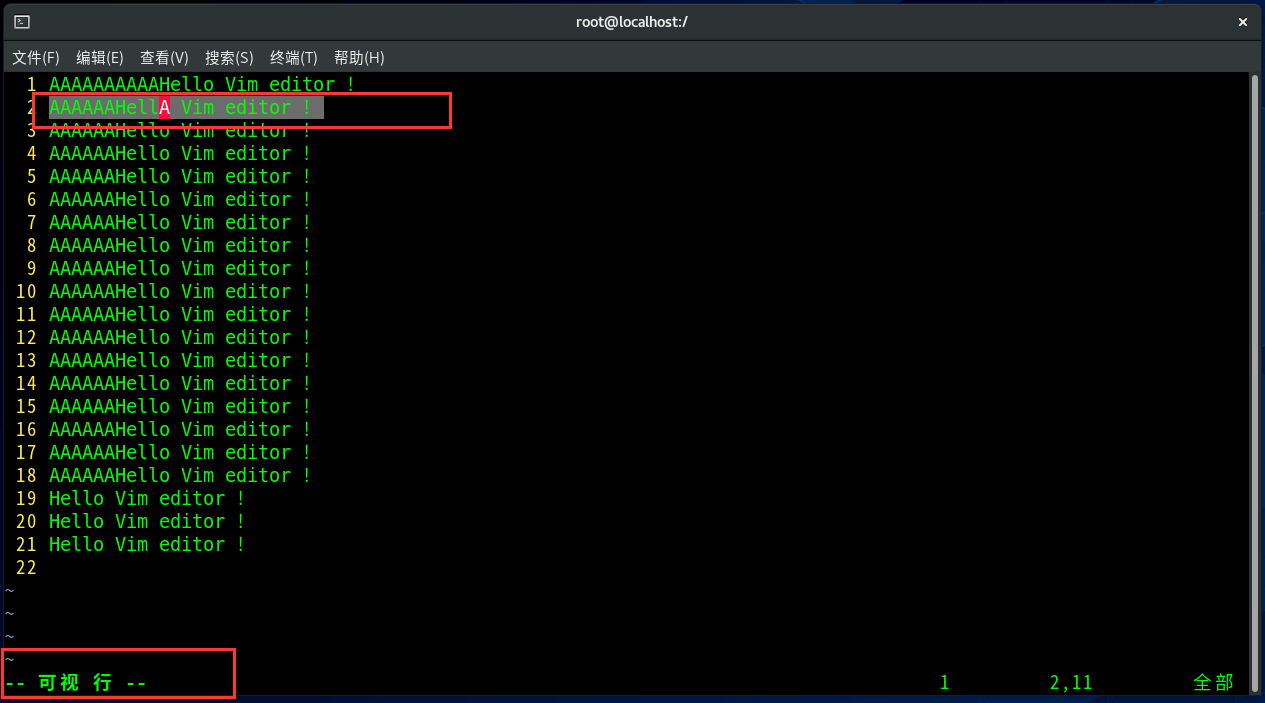 root@localhost:/
文件(F) 编辑(E) 查看(V) 搜索(S) 终端(T) 帮助(H)
1 AAAAAAAAAAHello Vim editor !
2 AAAAAAHellA Vim editor !
3 AAAAAAHello Vim editor !
4 AAAAAAHello Vim editor !
5 AAAAAAHello Vim editor !
6 AAAAAAHello Vim editor !
7 AAAAAAHello Vim editor !
8 AAAAAAHello Vim editor !
9 AAAAAAHello Vim editor !
10 AAAAAAHello Vim editor !
11 AAAAAAHello Vim editor !
12 AAAAAAHello Vim editor !
13 AAAAAAHello Vim editor !
14 AAAAAAHello Vim editor !
15 AAAAAAHello Vim editor !
16 AAAAAAHello Vim editor !
17 AAAAAAHello Vim editor !
18 AAAAAAHello Vim editor !
19 Hello Vim editor !
20 Hello Vim editor !
21 Hello Vim editor !
22
~
~
~
~
-- 可视 行 -- 1 2,11 全部